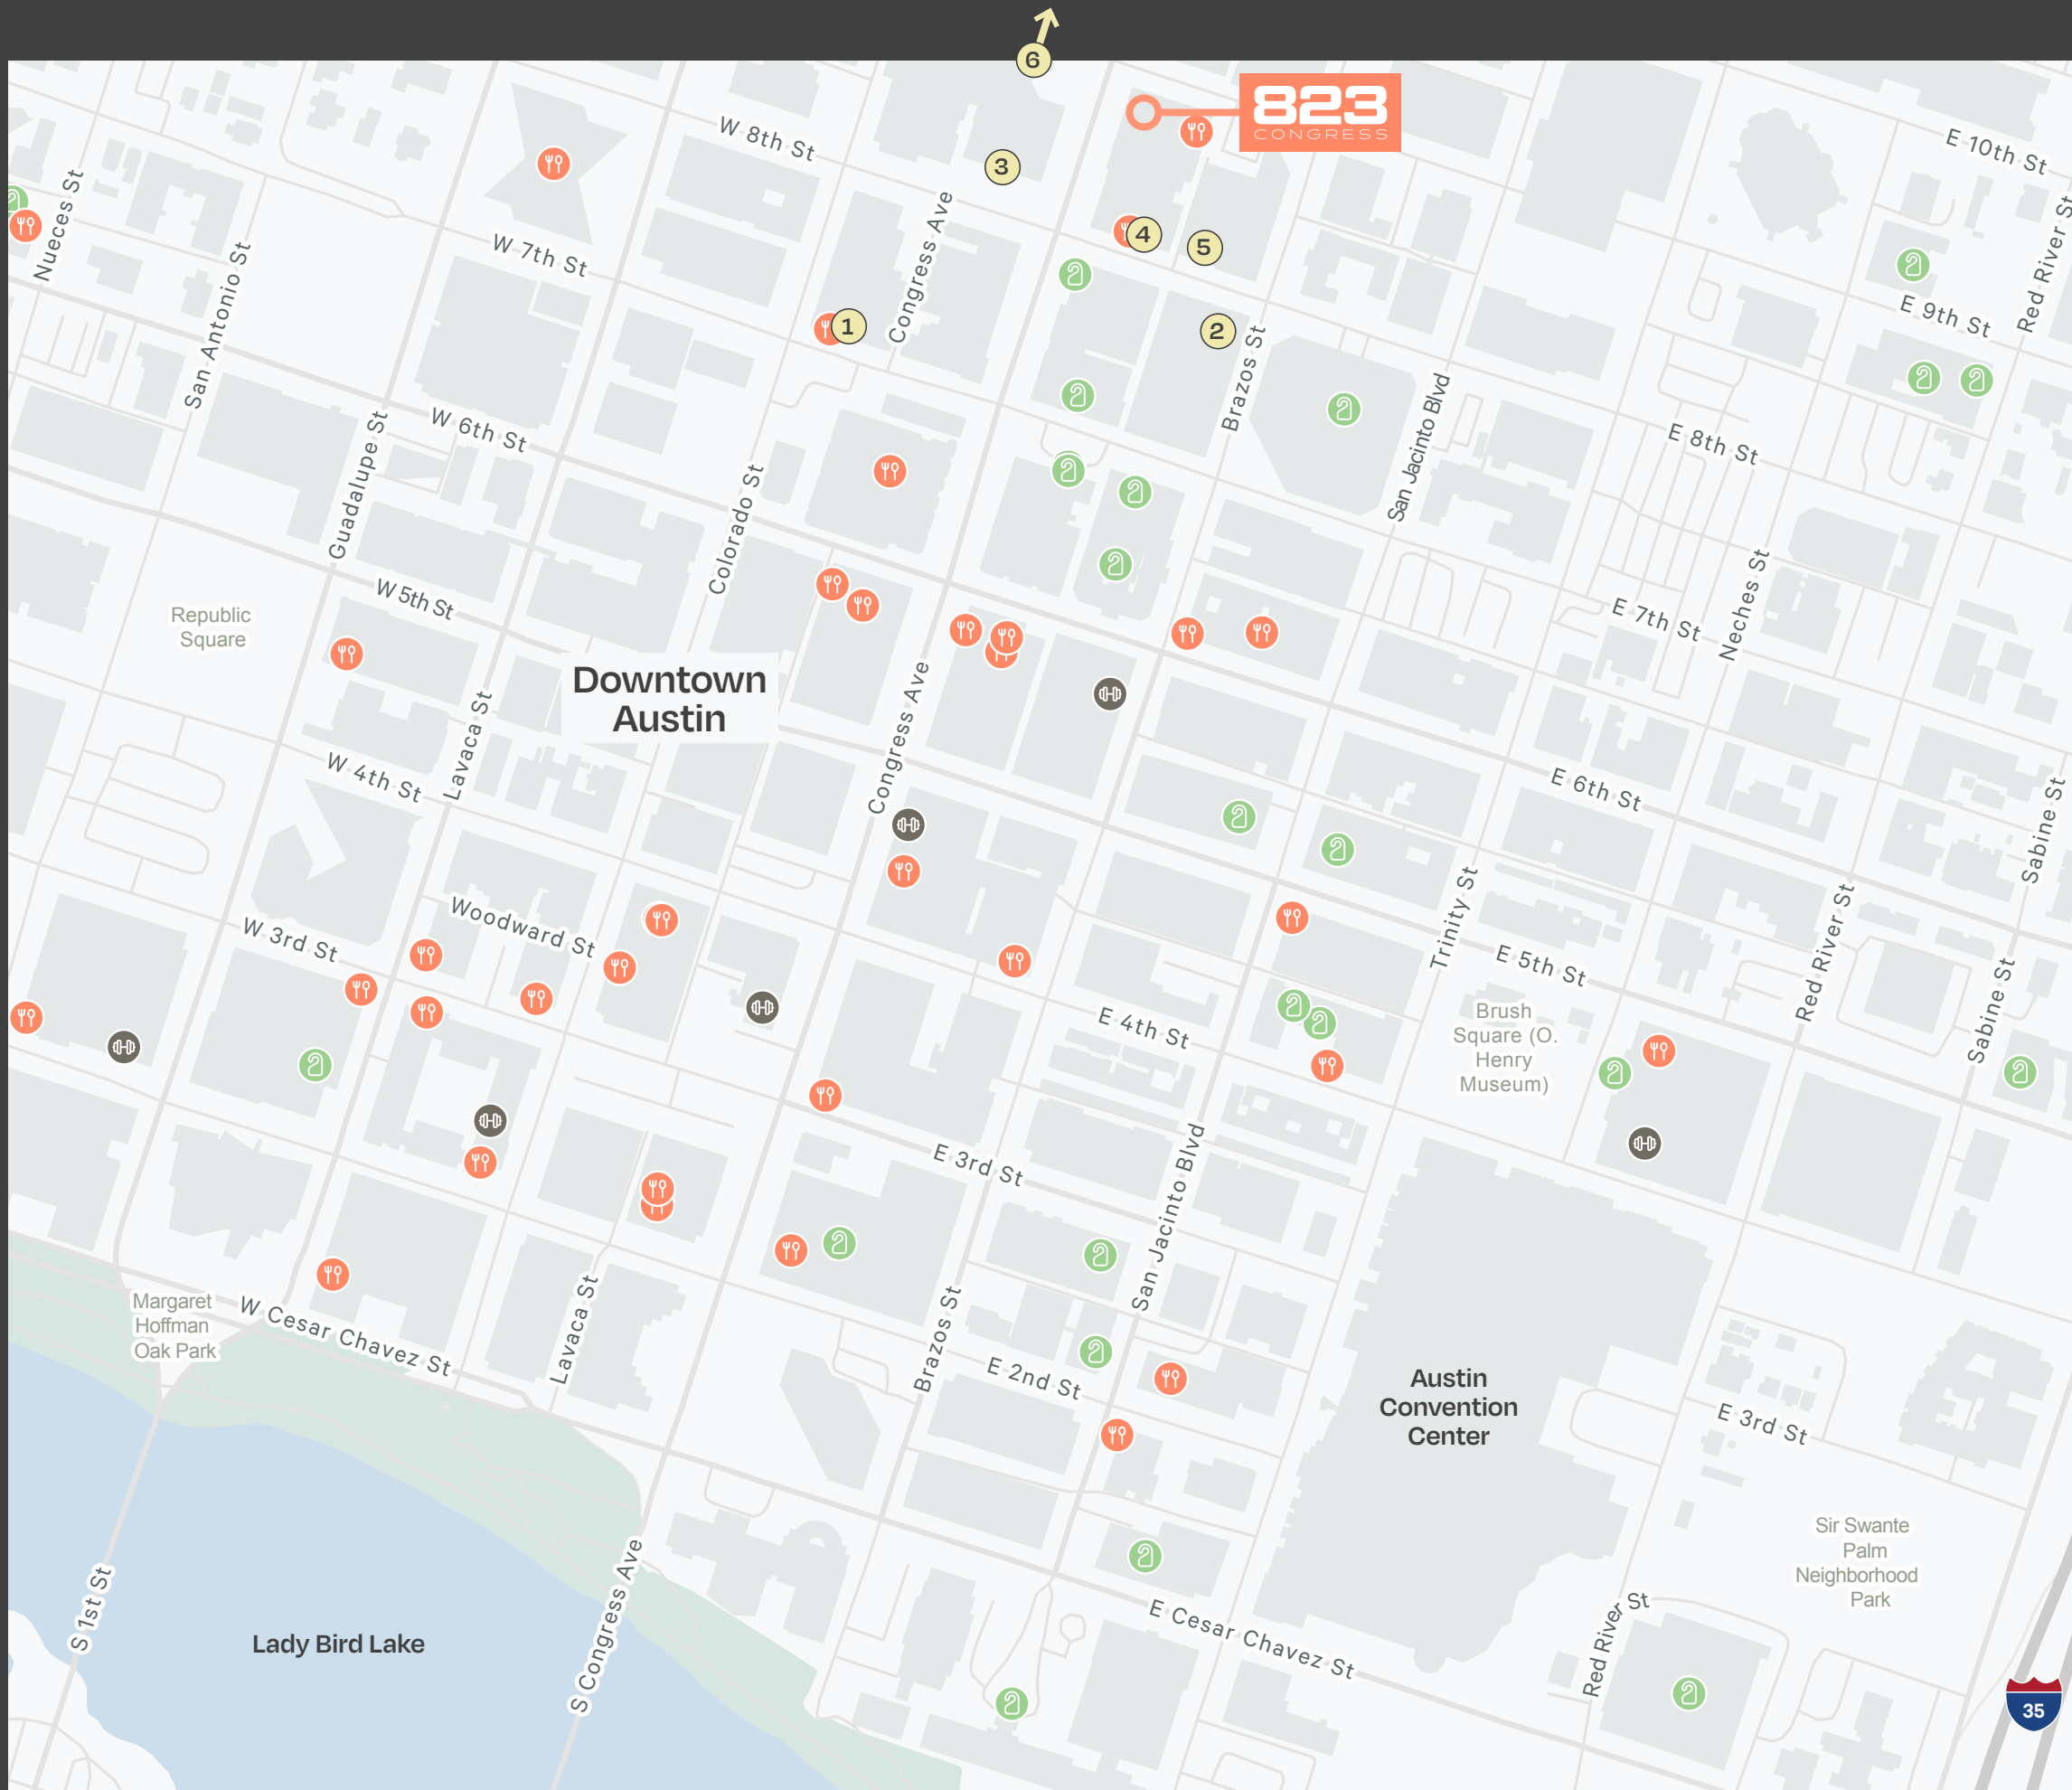 6
823
CONGRESS
W 8th St
E 10th St
3
Nueces St
W 7th St
Congress Ave
4
5
Red River St
San Antonio St
1
2
E 9th St
Brazos St
San Jacinto Blvd
W 6th St
E 8th St
Guadalupe St
Colorado St
Republic
Square
W 5th St
E 7th St
Neches St
Downtown
Austin
Lavaca St
W 4th St
Congress Ave
E 6th St
Sabine St
Woodward St
W 3rd St
Trinity St
E 5th St
Red River St
Sabine St
E 4th St
Brush
Square (O.
Henry
Museum)
E 3rd St
San Jacinto Blvd
Margaret
Hoffman
Oak Park
W Cesar Chavez St
Lavaca St
Brazos St
E 2nd St
Austin
Convention
Center
E 3rd St
Sir Swante
Palm
Neighborhood
Park
S 1st St
Lady Bird Lake
S Congress Ave
E Cesar Chavez St
Red River St
35